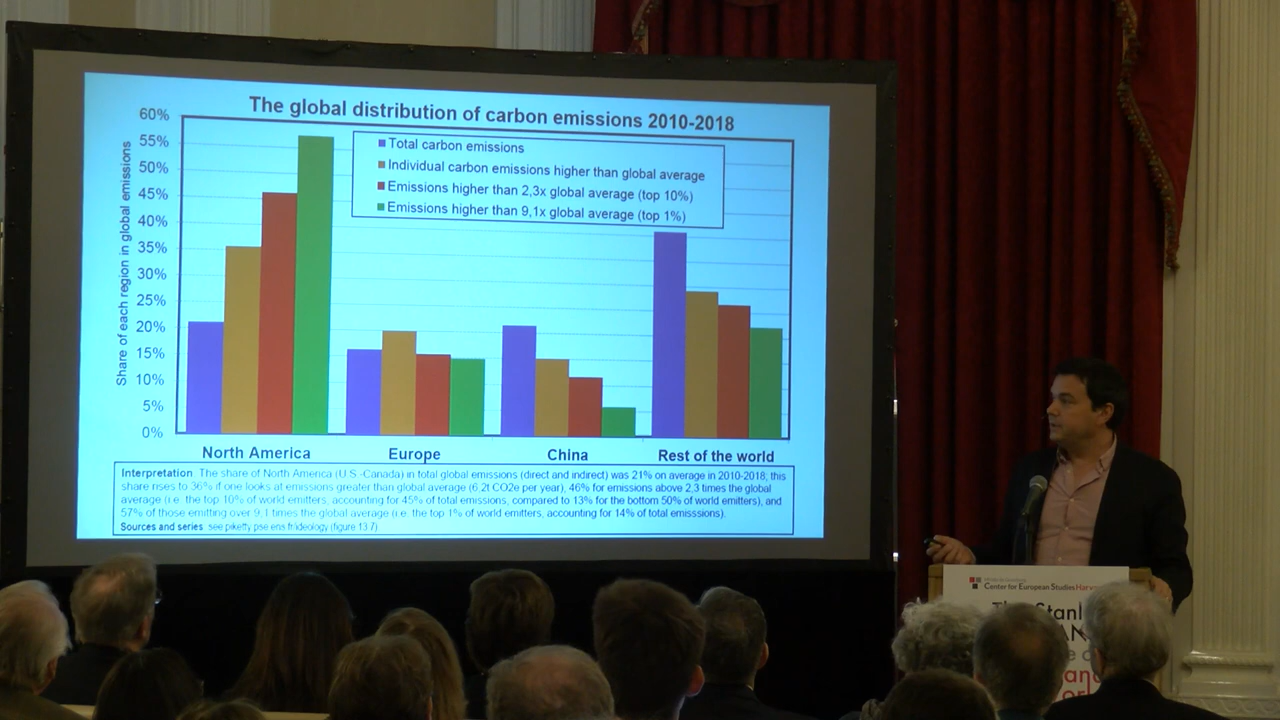 The global distribution of carbon emissions 2010-2018
60%
55%
50%
45%
40%
35%
30%
25%
20%
15%
10%
5%
0%
Share of each region in global emissions
Total carbon emissions
Individual carbon emissions higher than global average
Emissions higher than 2,3x global average (top 10%)
Emissions higher than 9,1x global average (top 1%)
North America
Europe
China
Rest of the world
Interpretation The share of North America (U.S.-Canada) in total global emissions (direct and indirect) was 21% on average in 2010-2018; this
share rises to 36% if one looks at emissions greater than global average (6.2t CO2e per year), 46% for emissions above 2,3 times the global
average (i.e. the top 10% of world emitters, accounting for 45% of total emissions, compared to 13% for the bottom 50% of world emitters), and
57% of those emitting over 9,1 times the global average (i.e. the top 1% of world emitters, accounting for 14% of total emisssions).
Sources and series see piketty.pse.ens.fr/ideology (figure 13.7)
Center for European Studies Harv
Stanl